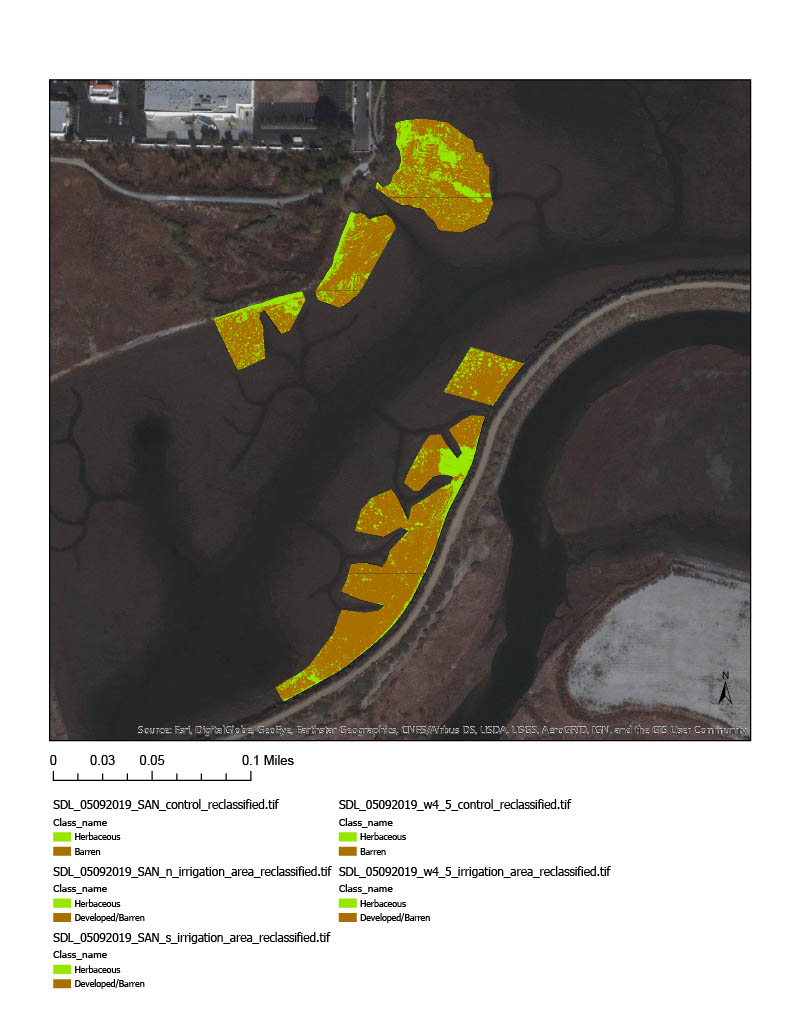 N
Source: Esri, DigitalGlobe, GeoEye, Earthstar Geographics, CNES/Airbus DS, USDA, USGS, AeroGRID, IGN, and the GIS User Community
0 0.03 0.05 0.1 Miles
SDL_05092019_SAN_control_reclassified.tif
Class_name
Herbaceous
Barren
SDL_05092019_SAN_n_irrigation_area_reclassified.tif
Class_name
Herbaceous
Developed/Barren
SDL_05092019_SAN_s_irrigation_area_reclassified.tif
Class_name
Herbaceous
Developed/Barren
SDL_05092019_w4_5_control_reclassified.tif
Class_name
Herbaceous
Barren
SDL_05092019_w4_5_irrigation_area_reclassified.tif
Class_name
Herbaceous
Developed/Barren